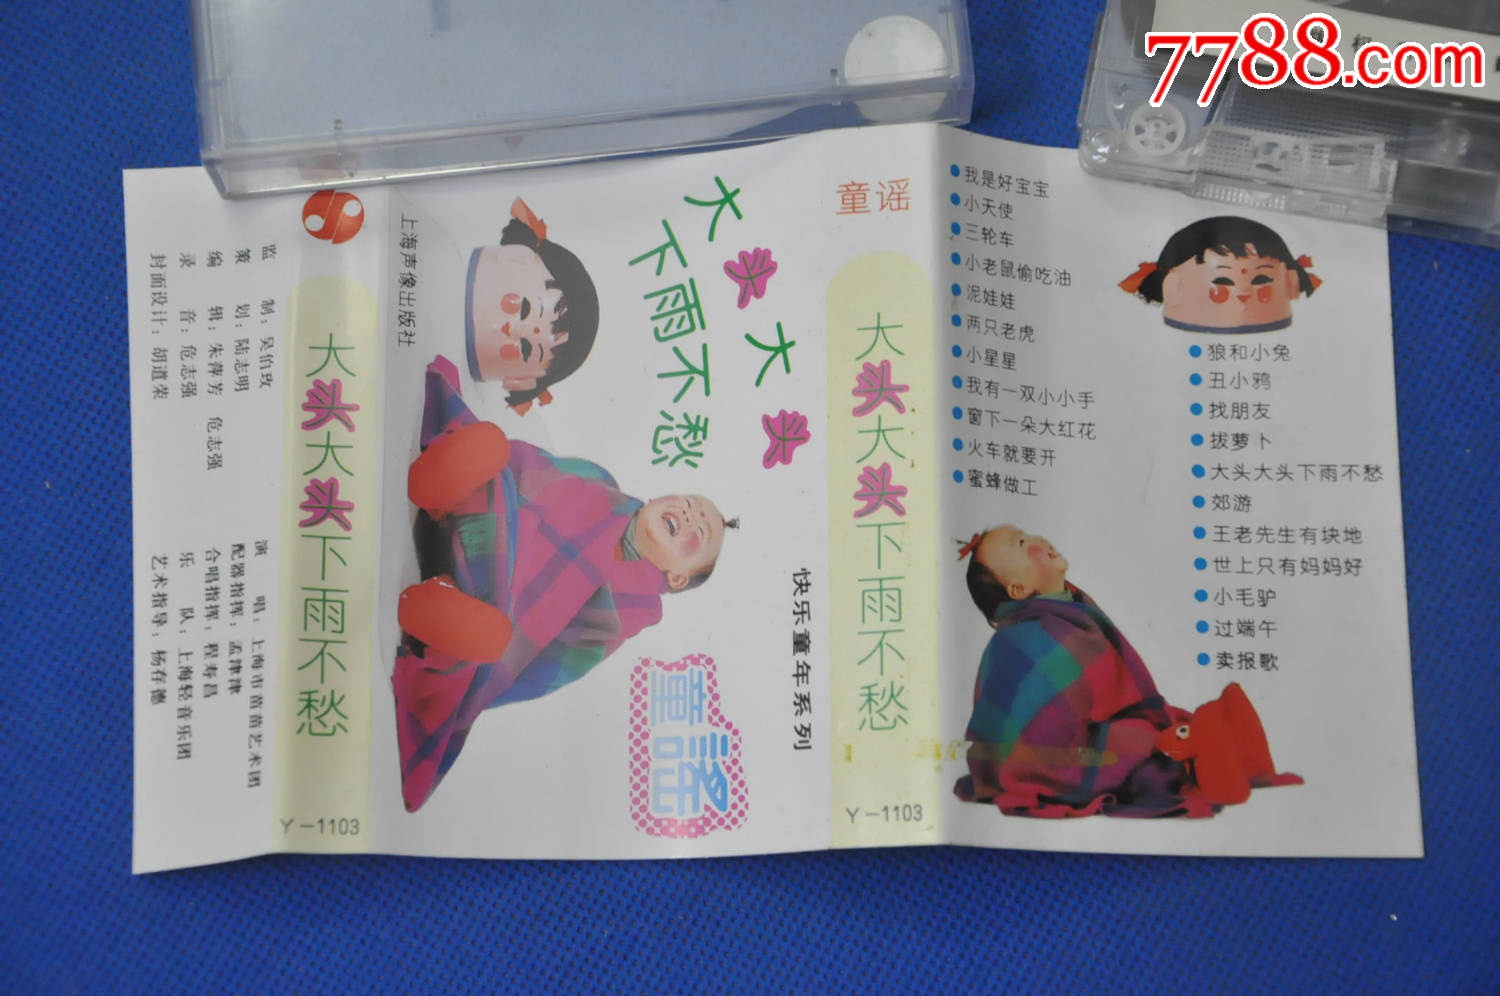 7788.com
监　　制：吴伯玫
策　　划：陆志明
编　　辑：朱萍芳　危志强
录　　音：危志强
封面设计：胡道荣
演　　唱：上海市苗苗艺术团
配器指挥：孟津津
合唱指挥：程寿昌
乐　　队：上海轻音乐团
艺术指导：杨存德
大头大头下雨不愁
Y-1103
上海声像出版社
大头大头
下雨不愁
快乐童年系列
童謡
童谣
大头大头下雨不愁
Y-1103
我是好宝宝
小天使
三轮车
小老鼠偷吃油
泥娃娃
两只老虎
小星星
我有一双小小手
窗下一朵大红花
火车就要开
蜜蜂做工
狼和小兔
丑小鸦
找朋友
拔萝卜
大头大头下雨不愁
郊游
王老先生有块地
世上只有妈妈好
小毛驴
过端午
卖报歌